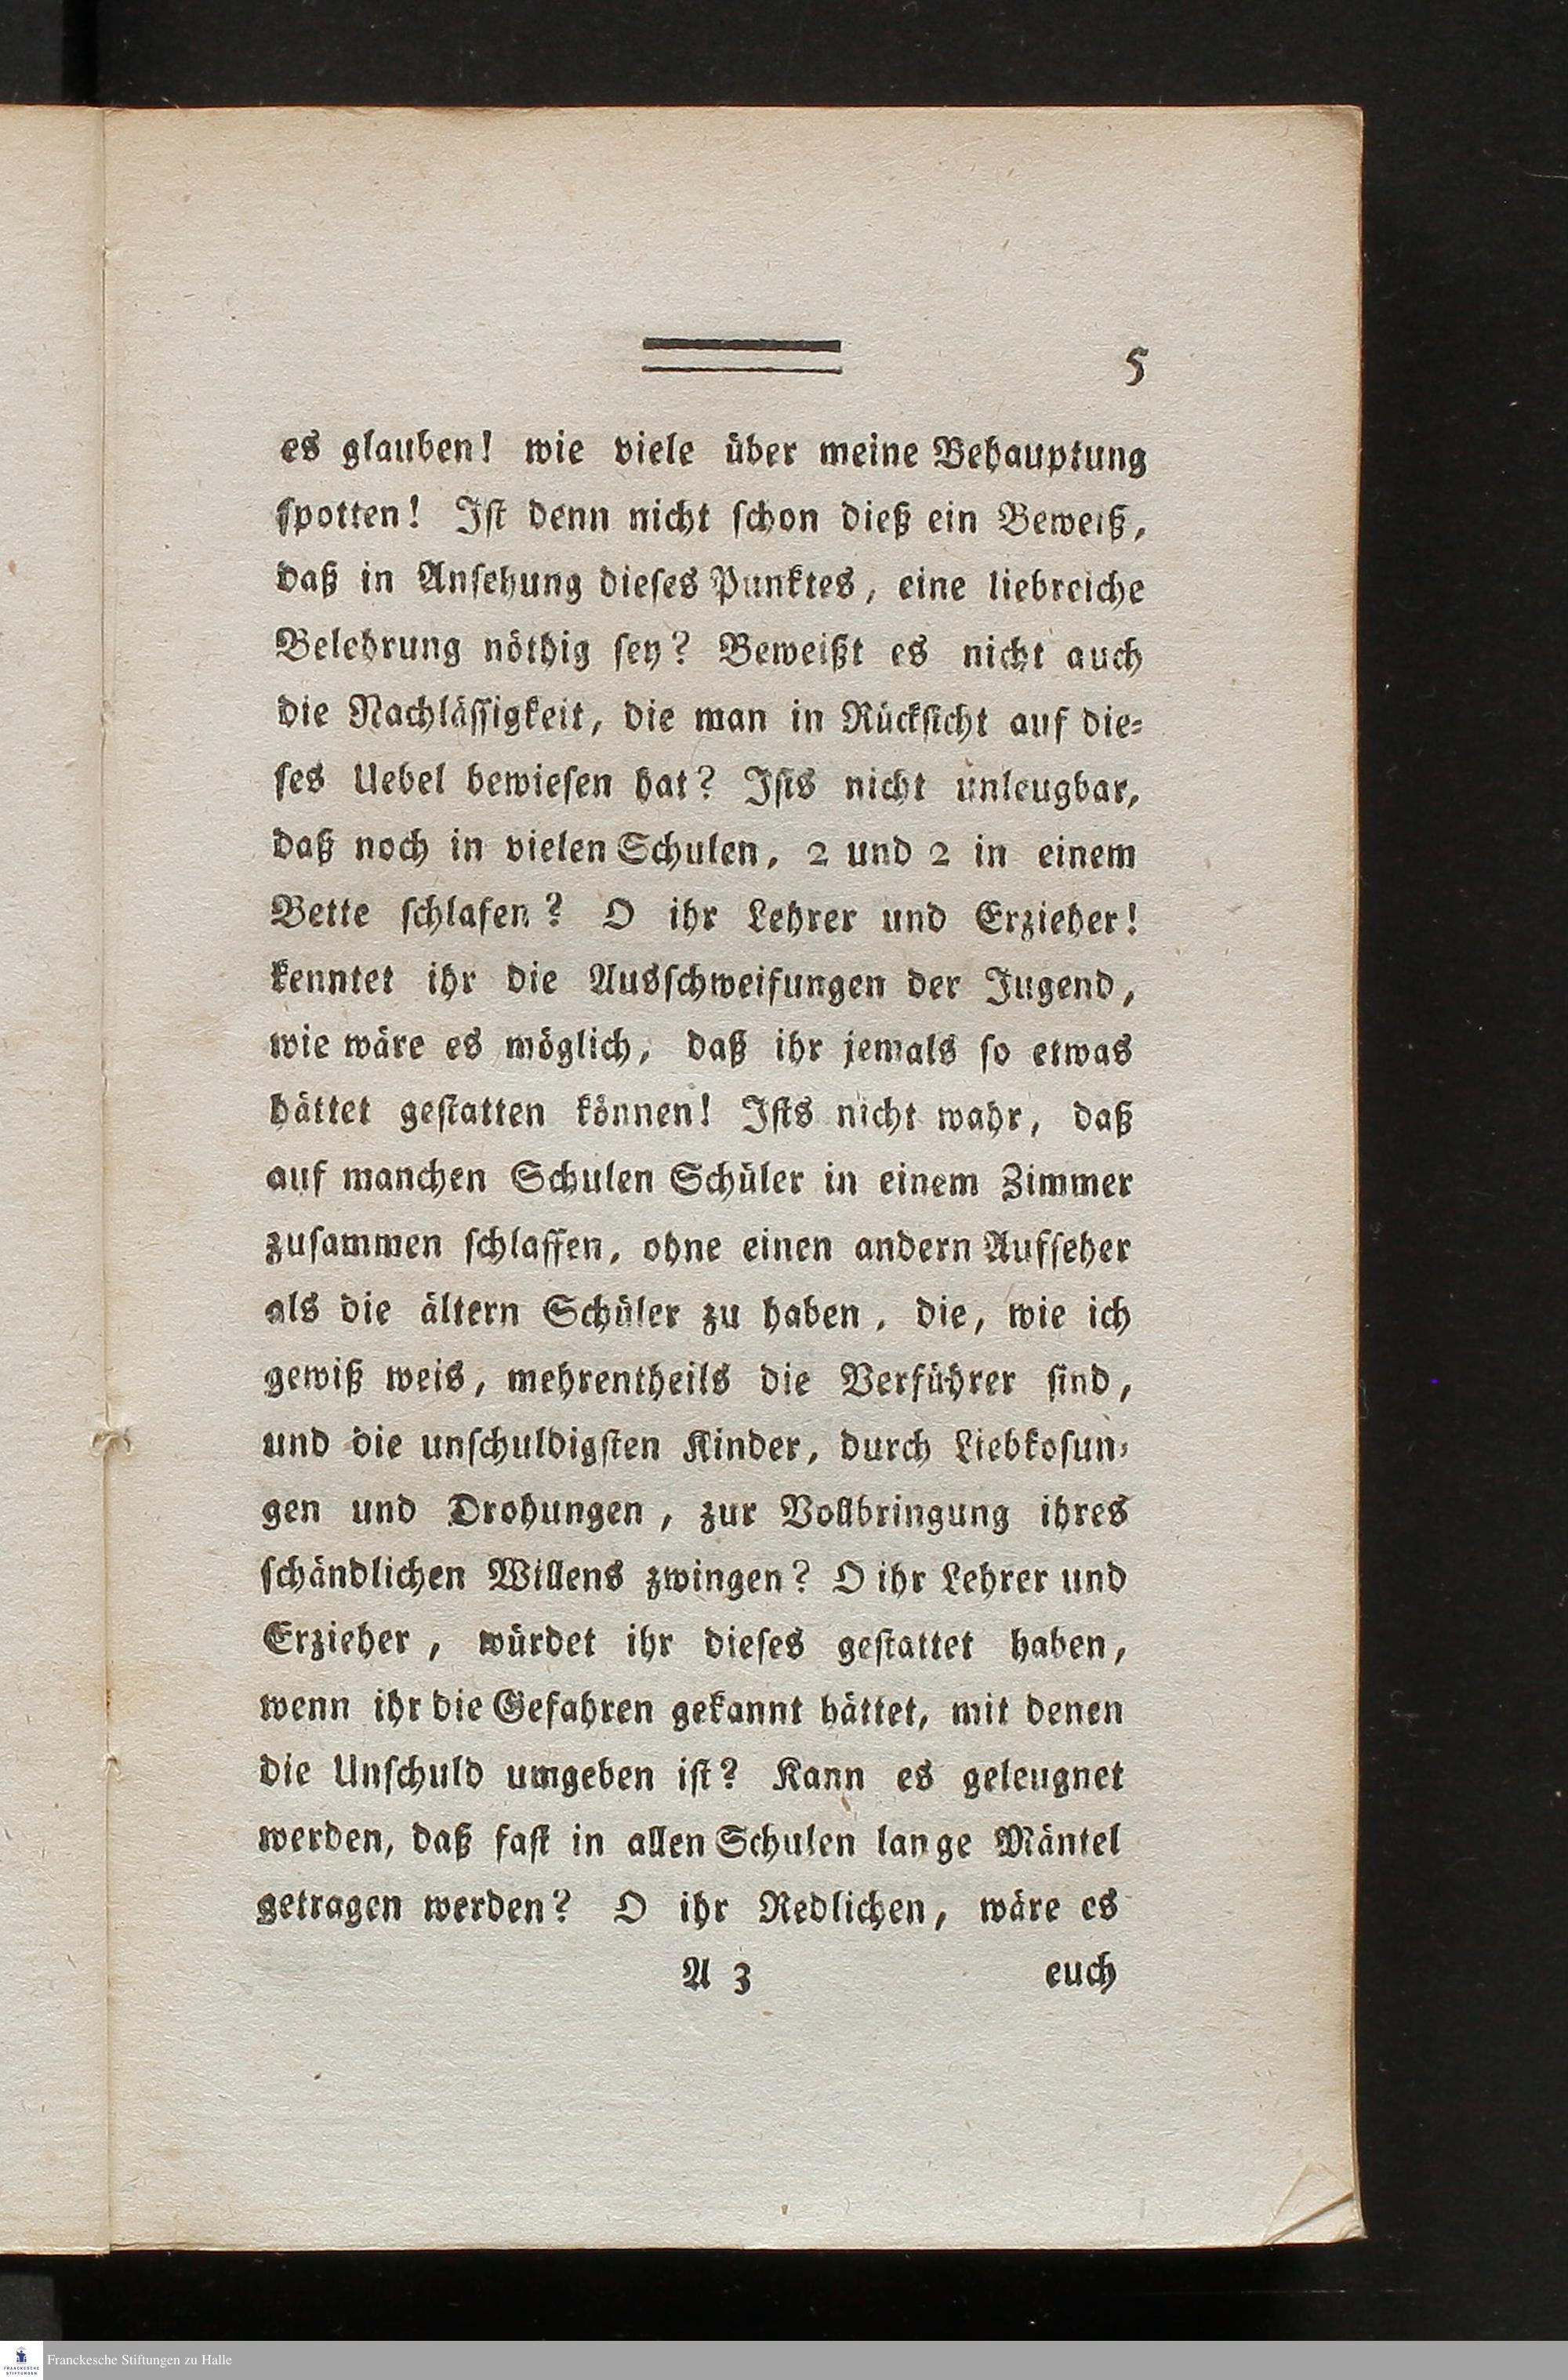 5
es glauben! wie viele über meine Behauptung
ſpotten! Iſt denn nicht ſchon dieß ein Beweiß,
daß in Anſehung dieſes Punktes, eine liebreiche
Belehrung nöthig ſey? Beweißt es nicht auch
die Nachläſſigkeit, die man in Rückſicht auf die⸗
ſes Uebel bewieſen hat? Iſts nicht unleugbar,
daß noch in vielen Schulen, 2 und 2 in einem
Bette ſchlafen? O ihr Lehrer und Erzieher!
kenntet ihr die Ausſchweifungen der Jugend,
wie wäre es möglich, daß ihr jemals ſo etwas
hättet geſtatten können! Iſts nicht wahr, daß
auf manchen Schulen Schüler in einem Zimmer
zuſammen ſchlaffen, ohne einen andern Aufſeher
als die ältern Schüler zu haben, die, wie ich
gewiß weis, mehrentheils die Verführer ſind,
und die unſchuldigſten Kinder, durch Liebkoſun⸗
gen und Drohungen, zur Vollbringung ihres
ſchändlichen Willens zwingen? O ihr Lehrer und
Erzieher, würdet ihr dieſes geſtattet haben,
wenn ihr die Gefahren gekannt hättet, mit denen
die Unſchuld umgeben iſt? Kann es geleugnet
werden, daß faſt in allen Schulen lange Mäntel
getragen werden? O ihr Redlichen, wäre es
A 3 euch
FRANCKESCHE
STIFTUNGEN
Franckesche Stiftungen zu Halle